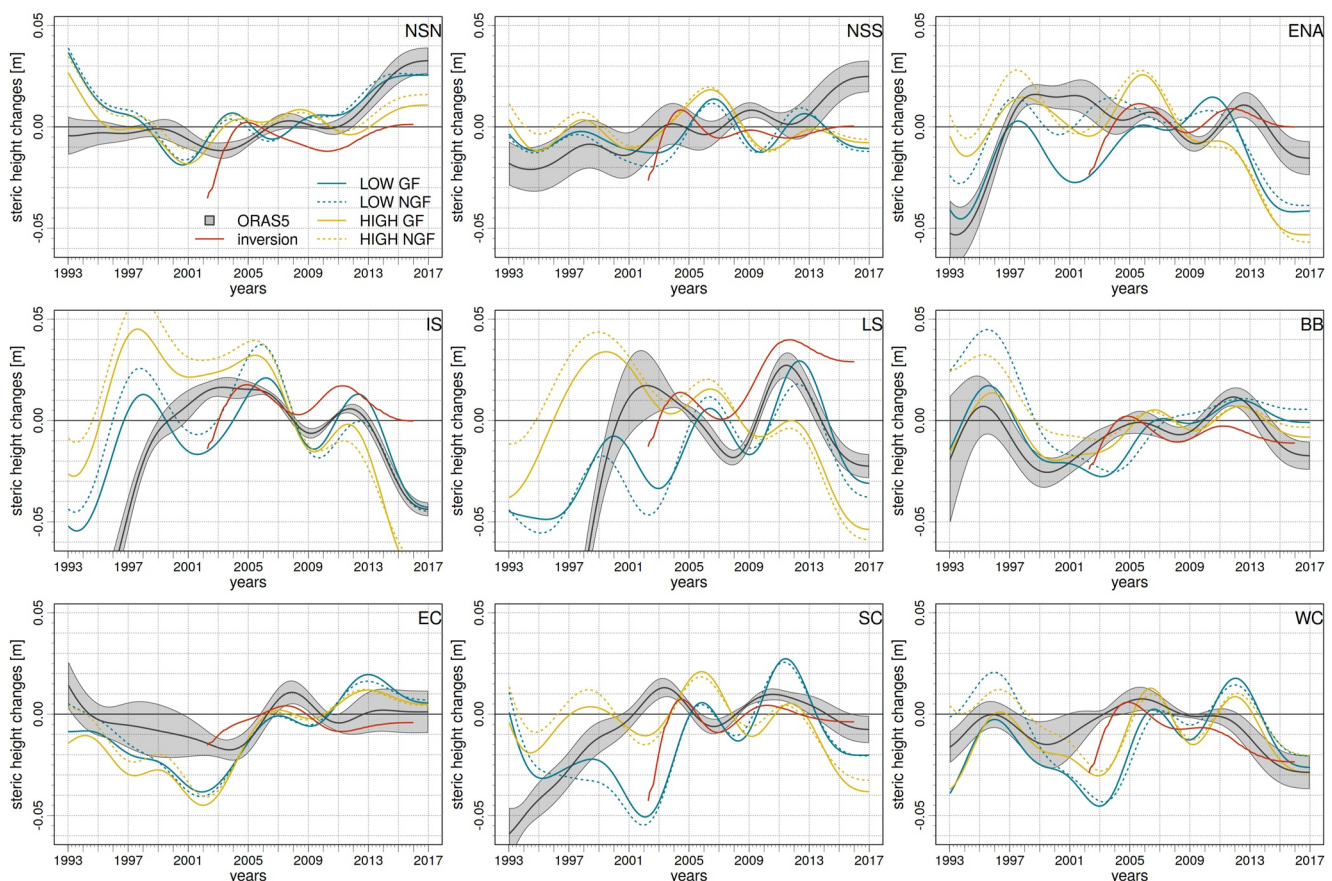 0.05
0.00
-0.05
steric height changes [m]
NSN
LOW GF
LOW NGF
HIGH GF
HIGH NGF
ORAS5
inversion
1993 1997 2001 2005 2009 2013 2017
years
0.05
0.00
-0.05
steric height changes [m]
NSS
1993 1997 2001 2005 2009 2013 2017
years
0.05
0.00
-0.05
steric height changes [m]
ENA
1993 1997 2001 2005 2009 2013 2017
years
0.05
0.00
-0.05
steric height changes [m]
IS
1993 1997 2001 2005 2009 2013 2017
years
0.05
0.00
-0.05
steric height changes [m]
LS
1993 1997 2001 2005 2009 2013 2017
years
0.05
0.00
-0.05
steric height changes [m]
BB
1993 1997 2001 2005 2009 2013 2017
years
0.05
0.00
-0.05
steric height changes [m]
EC
1993 1997 2001 2005 2009 2013 2017
years
0.05
0.00
-0.05
steric height changes [m]
SC
1993 1997 2001 2005 2009 2013 2017
years
0.05
0.00
-0.05
steric height changes [m]
WC
1993 1997 2001 2005 2009 2013 2017
years